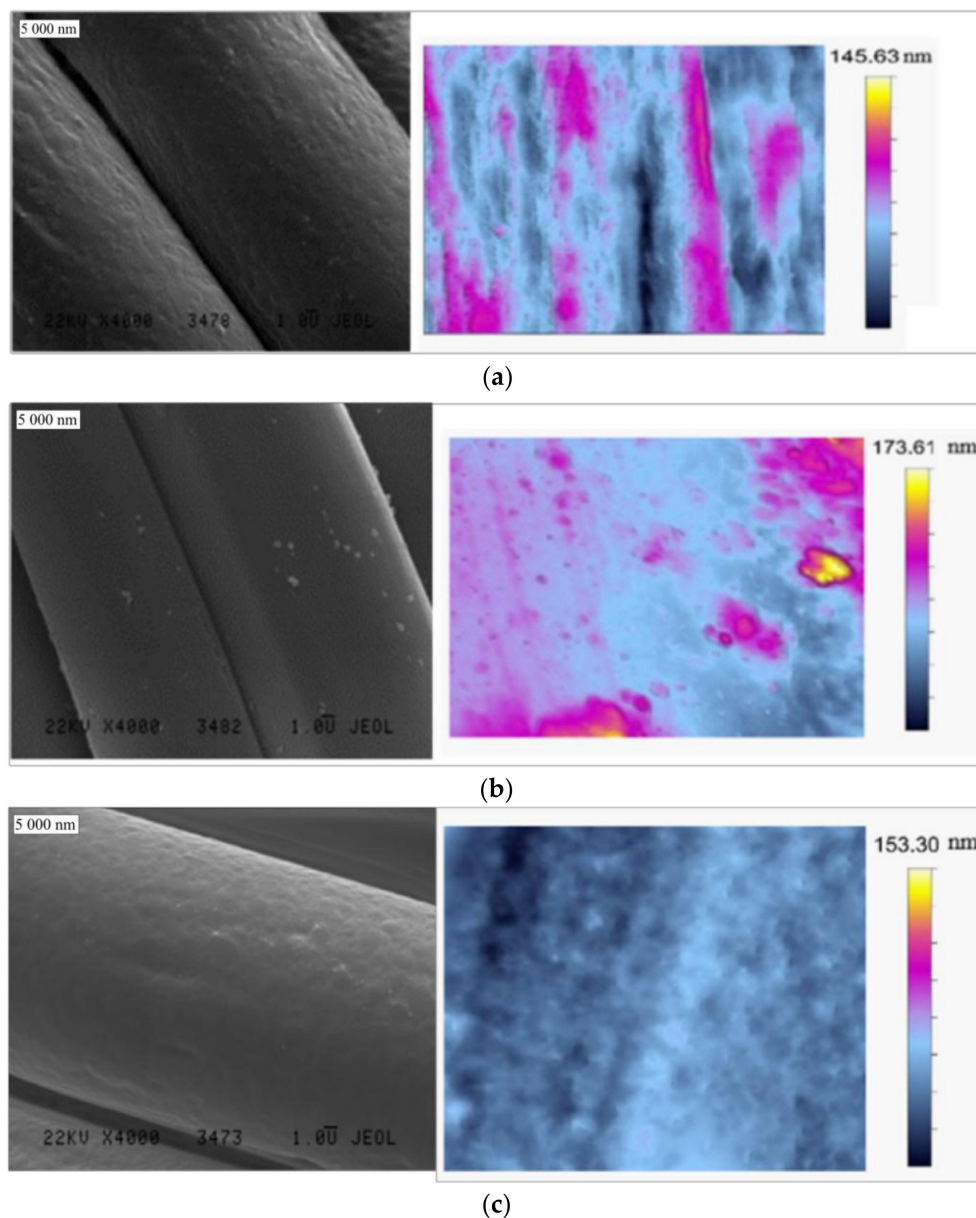 5 000 nm
145.63 nm
22KV X4000 3478 1.0U JEOL
(a)
5 000 nm
173.61 nm
22KV X4000 3482 1.0U JEOL
(b)
5 000 nm
153.30 nm
22KV X4000 3473 1.0U JEOL
(c)